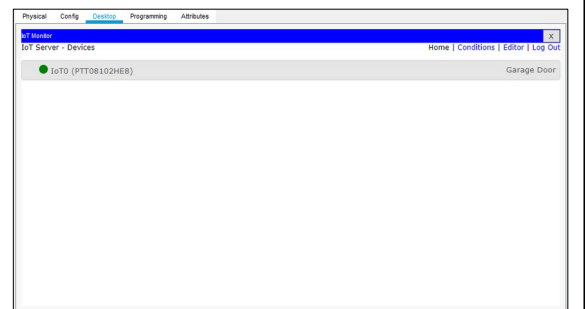 Physical Config Desktop Programming Attributes
IoT Monitor X
IoT Server - Devices Home | Conditions | Editor | Log Out
IoT0 (PTT08102HE8) Garage Door